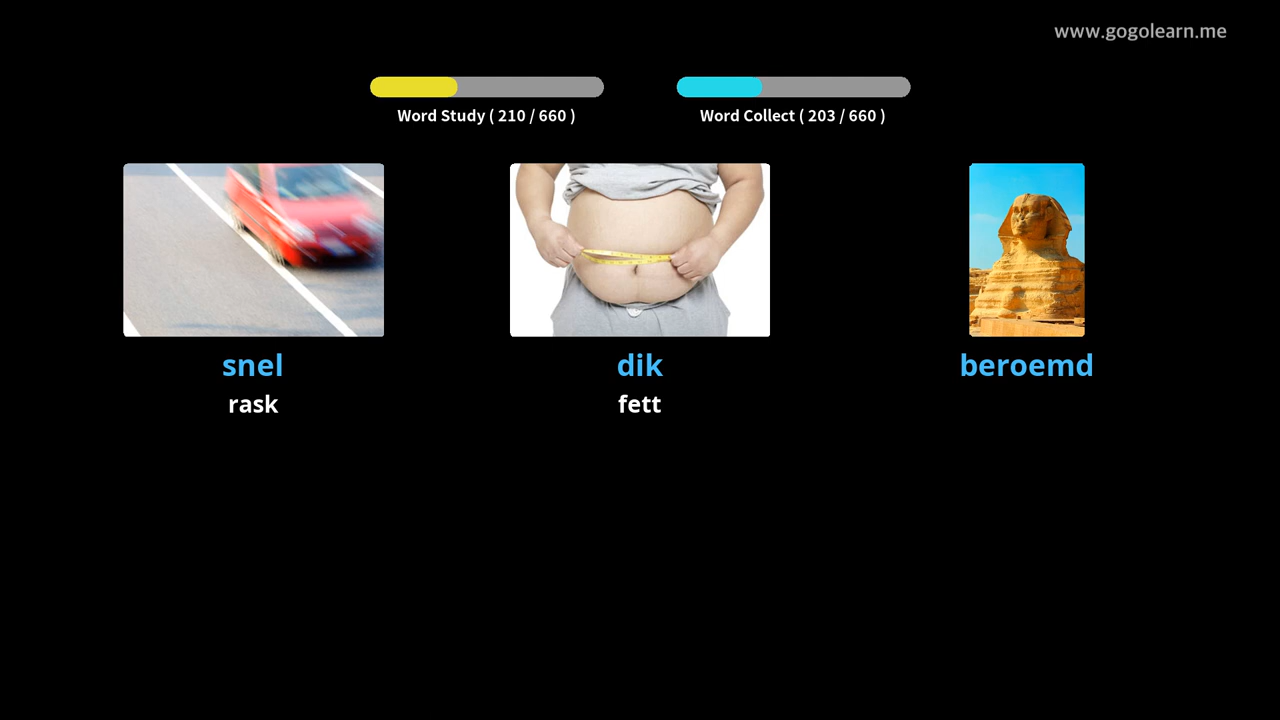 www.gogolearn.me
Word Study ( 210 / 660 )
Word Collect ( 203 / 660 )
snel
rask
dik
fett
beroemd